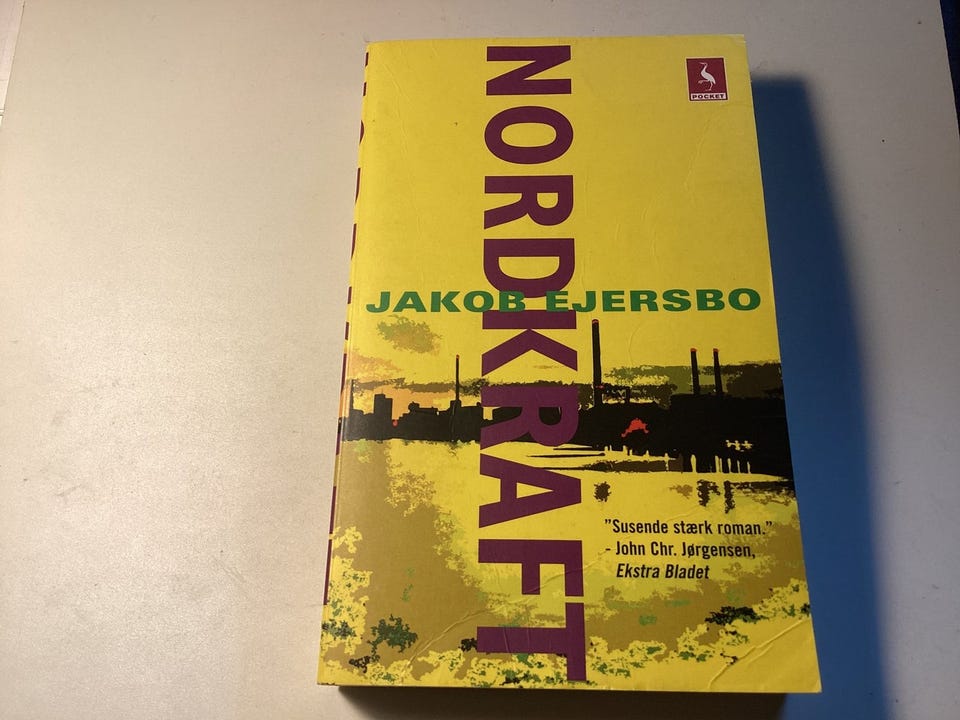 NORDKRAFT
POCKET
JAKOB EJERSBO
"Susende stærk roman."
- John Chr. Jørgensen,
Ekstra Bladet